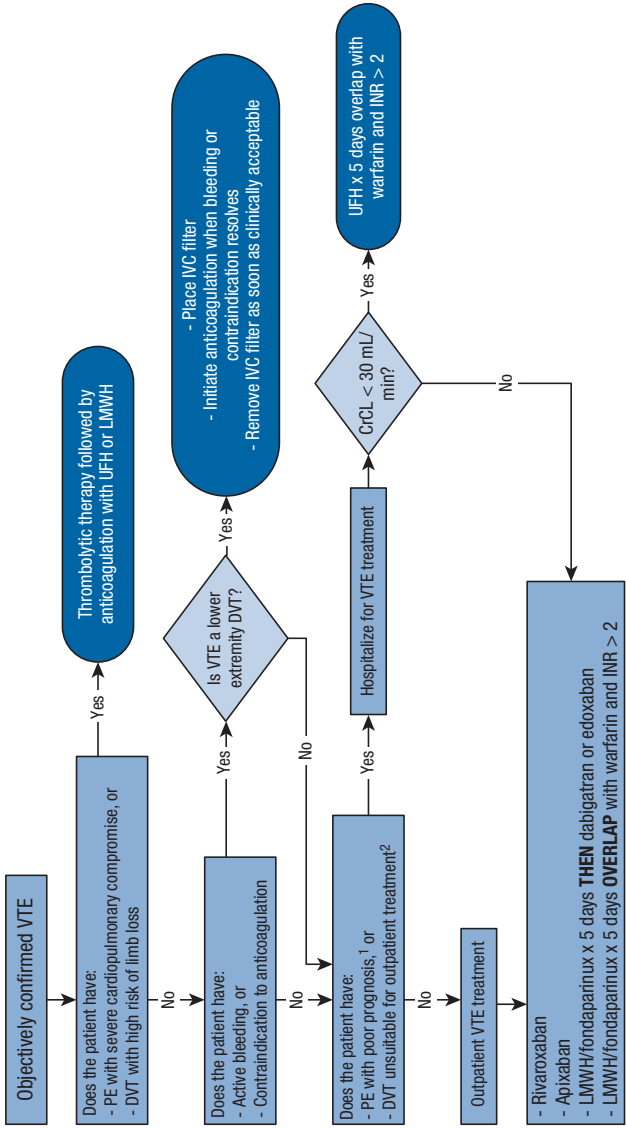 Objectively confirmed VTE
Does the patient have:
- PE with severe cardiopulmonary compromise, or
- DVT with high risk of limb loss
Yes
Thrombolytic therapy followed by
anticoagulation with UFH or LMWH
No
Does the patient have:
- Active bleeding, or
- Contraindication to anticoagulation
Yes
Is VTE a lower
extremity DVT?
Yes
- Place IVC filter
- Initiate anticoagulation when bleeding or
contraindication resolves
- Remove IVC filter as soon as clinically acceptable
No
No
Does the patient have:
- PE with poor prognosis,1 or
- DVT unsuitable for outpatient treatment2
Yes
Hospitalize for VTE treatment
CrCL < 30 mL/
min?
Yes
UFH x 5 days overlap with
warfarin and INR > 2
No
No
Outpatient VTE treatment
- Rivaroxaban
- Apixaban
- LMWH/fondaparinux x 5 days THEN dabigatran or edoxaban
- LMWH/fondaparinux x 5 days OVERLAP with warfarin and INR > 2